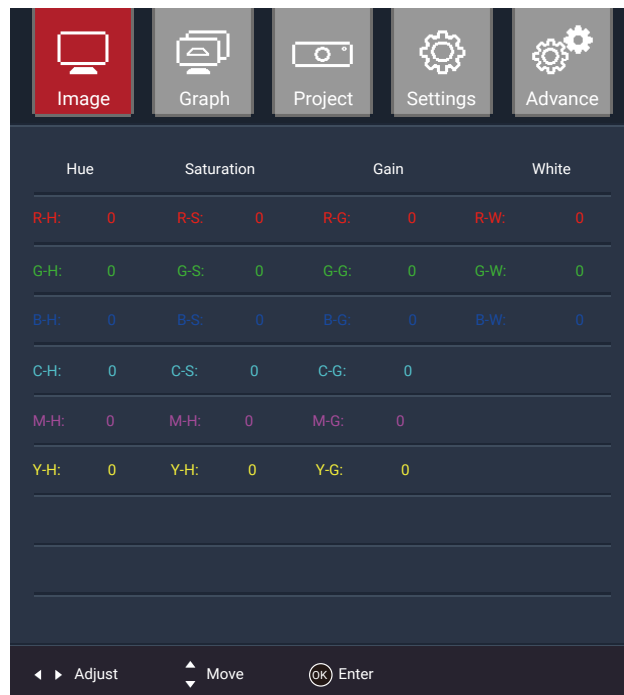 Image Graph Project Settings Advance
Hue Saturation Gain White
R-H: 0 R-S: 0 R-G: 0 R-W: 0
G-H: 0 G-S: 0 G-G: 0 G-W: 0
B-H: 0 B-S: 0 B-G: 0 B-W: 0
C-H: 0 C-S: 0 C-G: 0
M-H: 0 M-H: 0 M-G: 0
Y-H: 0 Y-H: 0 Y-G: 0
Adjust Move OK Enter